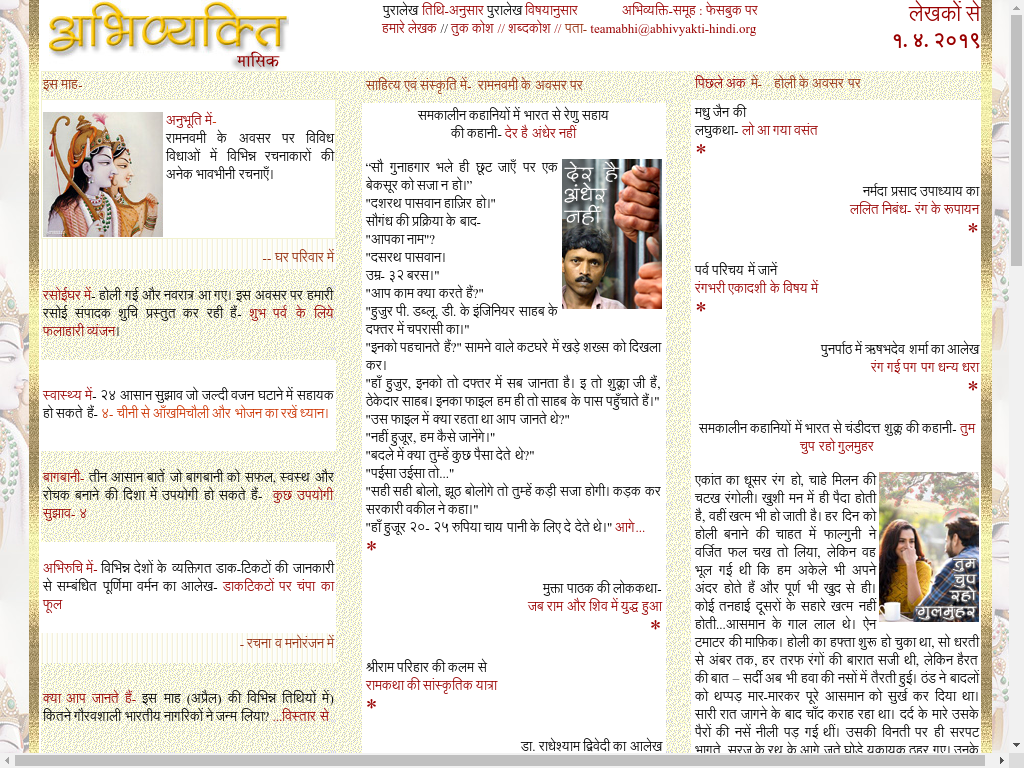 अभिव्यक्ति
मासिक
पुरालेख तिथि-अनुसार पुरालेख विषयानुसार अभिव्यक्ति-समूह : फेसबुक पर
हमारे लेखक // तुक कोश // शब्दकोश // पता- teamabhi@abhivyakti-hindi.org
लेखकों से
१. ४. २०१९
इस माह-
अनुभूति में-
रामनवमी के अवसर पर विविध
विधाओं में विभिन्न रचनाकारों की
अनेक भावभीनी रचनाएँ।
-- घर परिवार में
रसोईघर में- होली गई और नवरात्र आ गए। इस अवसर पर हमारी
रसोई संपादक शुचि प्रस्तुत कर रही हैं- शुभ पर्व के लिये
फलाहारी व्यंजन।
स्वास्थ्य में- २४ आसान सुझाव जो जल्दी वजन घटाने में सहायक
हो सकते हैं- ४- चीनी से आँखमिचौली और भोजन का रखें ध्यान।
बागबानी- तीन आसान बातें जो बागबानी को सफल, स्वस्थ और
रोचक बनाने की दिशा में उपयोगी हो सकते हैं- कुछ उपयोगी
सुझाव- ४
अभिरुचि में- विभिन्न देशों के व्यक्तिगत डाक-टिकटों की जानकारी
से सम्बंधित पूर्णिमा वर्मन का आलेख- डाकटिकटों पर चंपा का
फूल
- रचना व मनोरंजन में
क्या आप जानते हैं- इस माह (अप्रैल) की विभिन्न तिथियों में)
कितने गौरवशाली भारतीय नागरिकों ने जन्म लिया? ...विस्तार से
साहित्य एवं संस्कृति में- रामनवमी के अवसर पर
समकालीन कहानियों में भारत से रेणु सहाय
की कहानी- देर है अंधेर नहीं
“सौ गुनाहगार भले ही छूट जाएँ पर एक
बेकसूर को सजा न हो।”
"दशरथ पासवान हाज़िर हो।"
सौगंध की प्रक्रिया के बाद-
"आपका नाम"?
"दसरथ पासवान।
उम्र- ३२ बरस।"
"आप काम क्या करते हैं?"
"हुजुर पी. डब्लू. डी. के इंजिनियर साहब के
दफ्तर में चपरासी का।"
"इनको पहचानते हैं?" सामने वाले कटघरे में खड़े शख्स को दिखला
कर।
"हाँ हुजुर, इनको तो दफ्तर में सब जानता है। इ तो शुक्ला जी हैं,
ठेकेदार साहब। इनका फाइल हम ही तो साहब के पास पहुँचाते हैं।"
"उस फाइल में क्या रहता था आप जानते थे?"
"नहीं हुजूर, हम कैसे जानेंगे।"
"बदले में क्या तुम्हें कुछ पैसा देते थे?"
"पईसा उईसा तो..."
"सही सही बोलो, झूठ बोलोगे तो तुम्हें कड़ी सजा होगी। कड़क कर
सरकारी वकील ने कहा।"
"हाँ हुजूर २०- २५ रुपिया चाय पानी के लिए दे देते थे।" आगे...
*
ढेर है
अंधेर
नहीं
मुक्ता पाठक की लोककथा-
जब राम और शिव में युद्ध हुआ
*
श्रीराम परिहार की कलम से
रामकथा की सांस्कृतिक यात्रा
*
डा. राधेश्याम द्विवेदी का आलेख
पिछले अंक में- होली के अवसर पर
मधु जैन की
लघुकथा- लो आ गया वसंत
*
नर्मदा प्रसाद उपाध्याय का
ललित निबंध- रंग के रूपायन
*
पर्व परिचय में जानें
रंगभरी एकादशी के विषय में
*
पुनर्पाठ में ऋषभदेव शर्मा का आलेख
रंग गई पग पग धन्य धरा
*
समकालीन कहानियों में भारत से चंडीदत्त शुक्ल की कहानी- तुम
चुप रहो गुलमुहर
एकांत का धूसर रंग हो, चाहे मिलन की
चटख रंगोली। खुशी मन में ही पैदा होती
है, वहीं खत्म भी हो जाती है। हर दिन को
होली बनाने की चाहत में फाल्गुनी ने
वर्जित फल चख तो लिया, लेकिन वह
भूल गई थी कि हम अकेले भी अपने
अंदर होते हैं और पूर्ण भी खुद से ही।
कोई तनहाई दूसरों के सहारे खत्म नहीं
होती...आसमान के गाल लाल थे। ऐन
टमाटर की माफ़िक। होली का हफ्ता शुरू हो चुका था, सो धरती
से अंबर तक, हर तरफ रंगों की बारात सजी थी, लेकिन हैरत
की बात – सर्दी अब भी हवा की नसों में तैरती हुई। ठंड ने बादलों
को थप्पड़ मार-मारकर पूरे आसमान को सुर्ख कर दिया था।
सारी रात जागने के बाद चाँद कराह रहा था। दर्द के मारे उसके
पैरों की नसें नीली पड़ गई थीं। उसकी विनती पर ही सरपट
भागते, सूरज के रथ के आगे जुते घोड़े यकायक ठहर गए। उनके
तुम
चुप
रहो
गुलमुहर